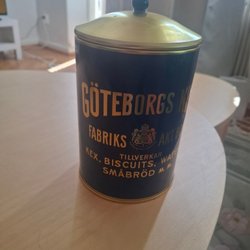 GÖTEBORGS
FABRIKS
TILLVERKAR
KEX, BISCUITS,
SMÅBRÖD M.M.